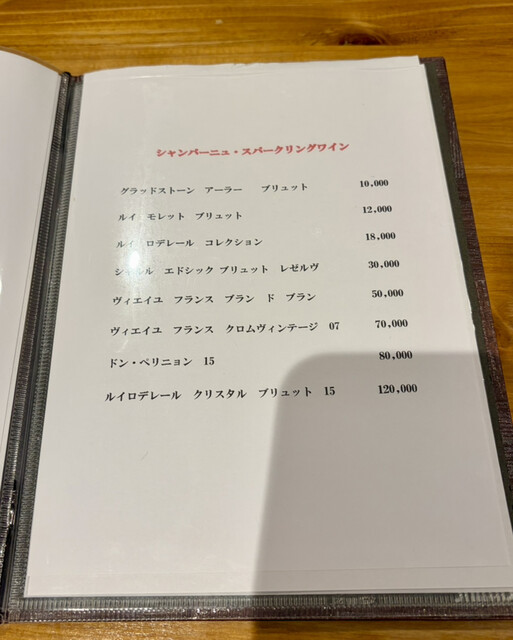 シャンパーニュ・スパークリングワイン
グラッドストーン アーラー ブリュット 10,000
ルイ モレット ブリュット 12,000
ルイ ロデレール コレクション 18,000
シャルル エドシック ブリュット レゼルヴ 30,000
ヴィエイユ フランス ブラン ド ブラン 50,000
ヴィエイユ フランス クロムヴィンテージ 07 70,000
ドン・ペリニョン 15 80,000
ルイロデレール クリスタル ブリュット 15 120,000